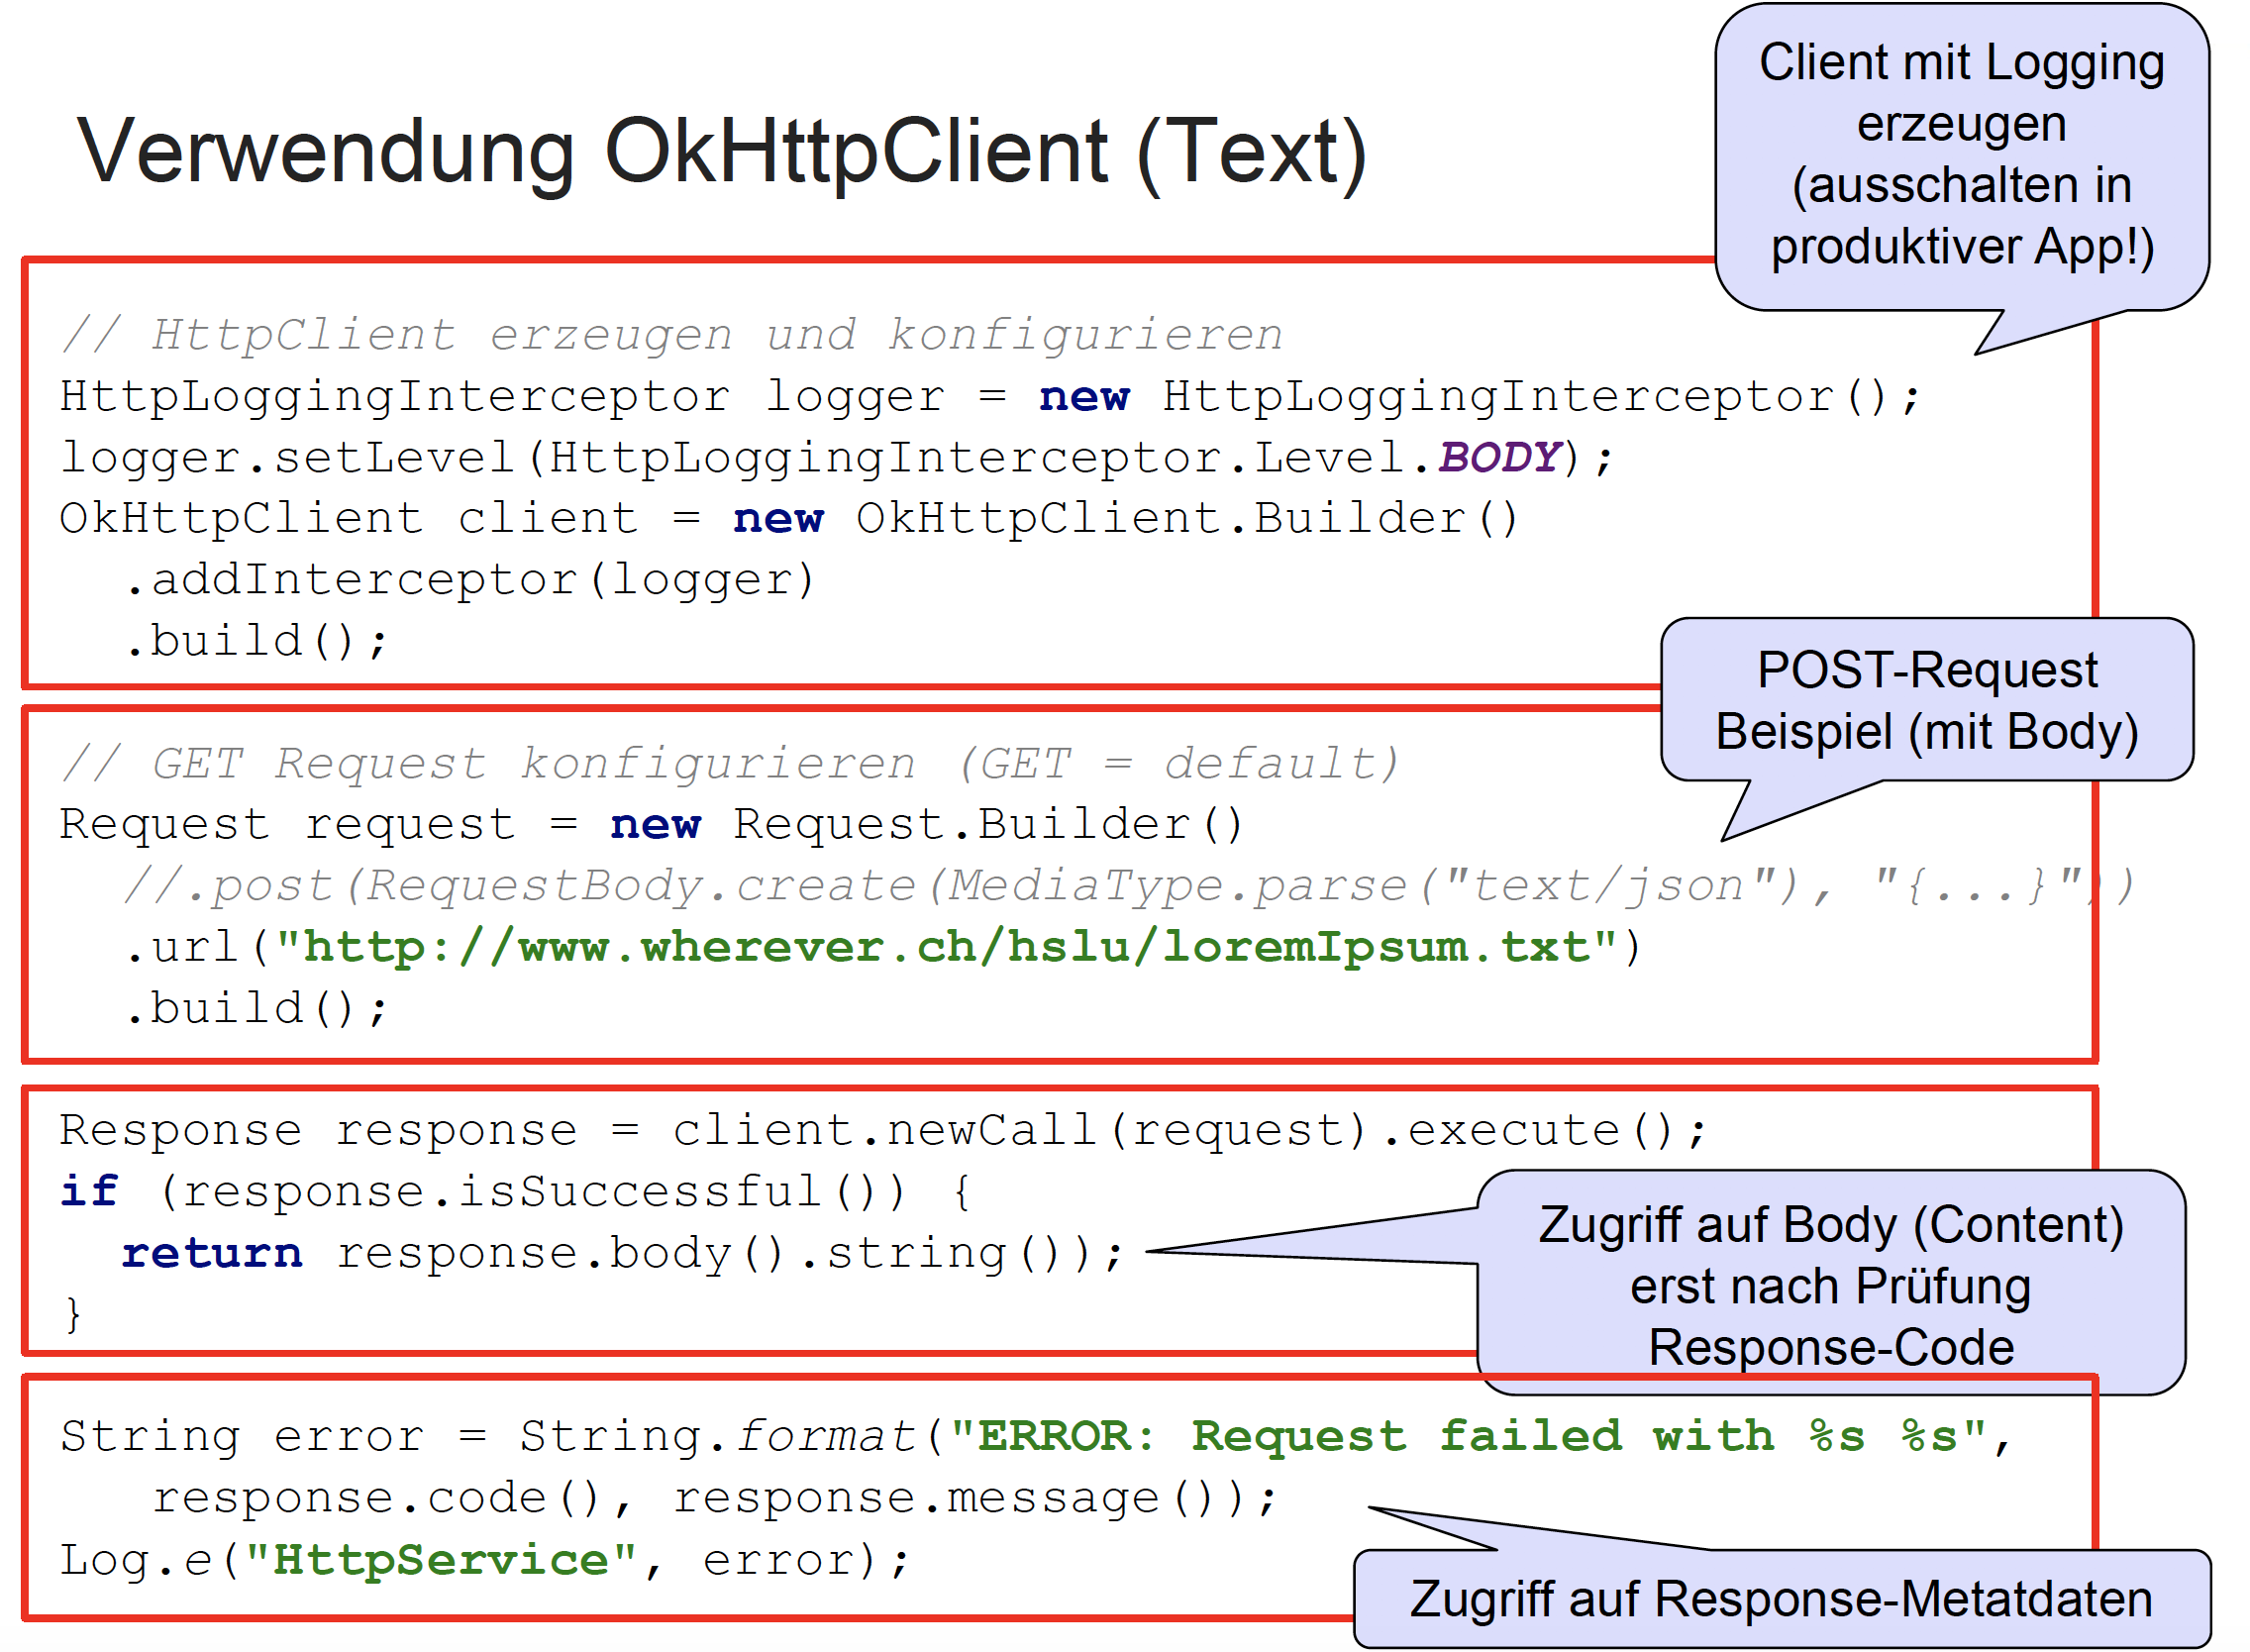 Verwendung OkHttpClient (Text)
Client mit Logging
erzeugen
(ausschalten in
produktiver App!)
// HttpClient erzeugen und konfigurieren
HttpLoggingInterceptor logger = new HttpLoggingInterceptor();
logger.setLevel(HttpLoggingInterceptor.Level.BODY);
OkHttpClient client = new OkHttpClient.Builder()
.addInterceptor(logger)
.build();
POST-Request
Beispiel (mit Body)
// GET Request konfigurieren (GET = default)
Request request = new Request.Builder()
//.post(RequestBody.create(MediaType.parse("text/json"), "{...}"))
.url("http://www.wherever.ch/hslu/loremIpsum.txt")
.build();
Response response = client.newCall(request).execute();
if (response.isSuccessful()) {
return response.body().string());
}
Zugriff auf Body (Content)
erst nach Prüfung
Response-Code
String error = String.format("ERROR: Request failed with %s %s",
response.code(), response.message());
Log.e("HttpService", error);
Zugriff auf Response-Metatdaten